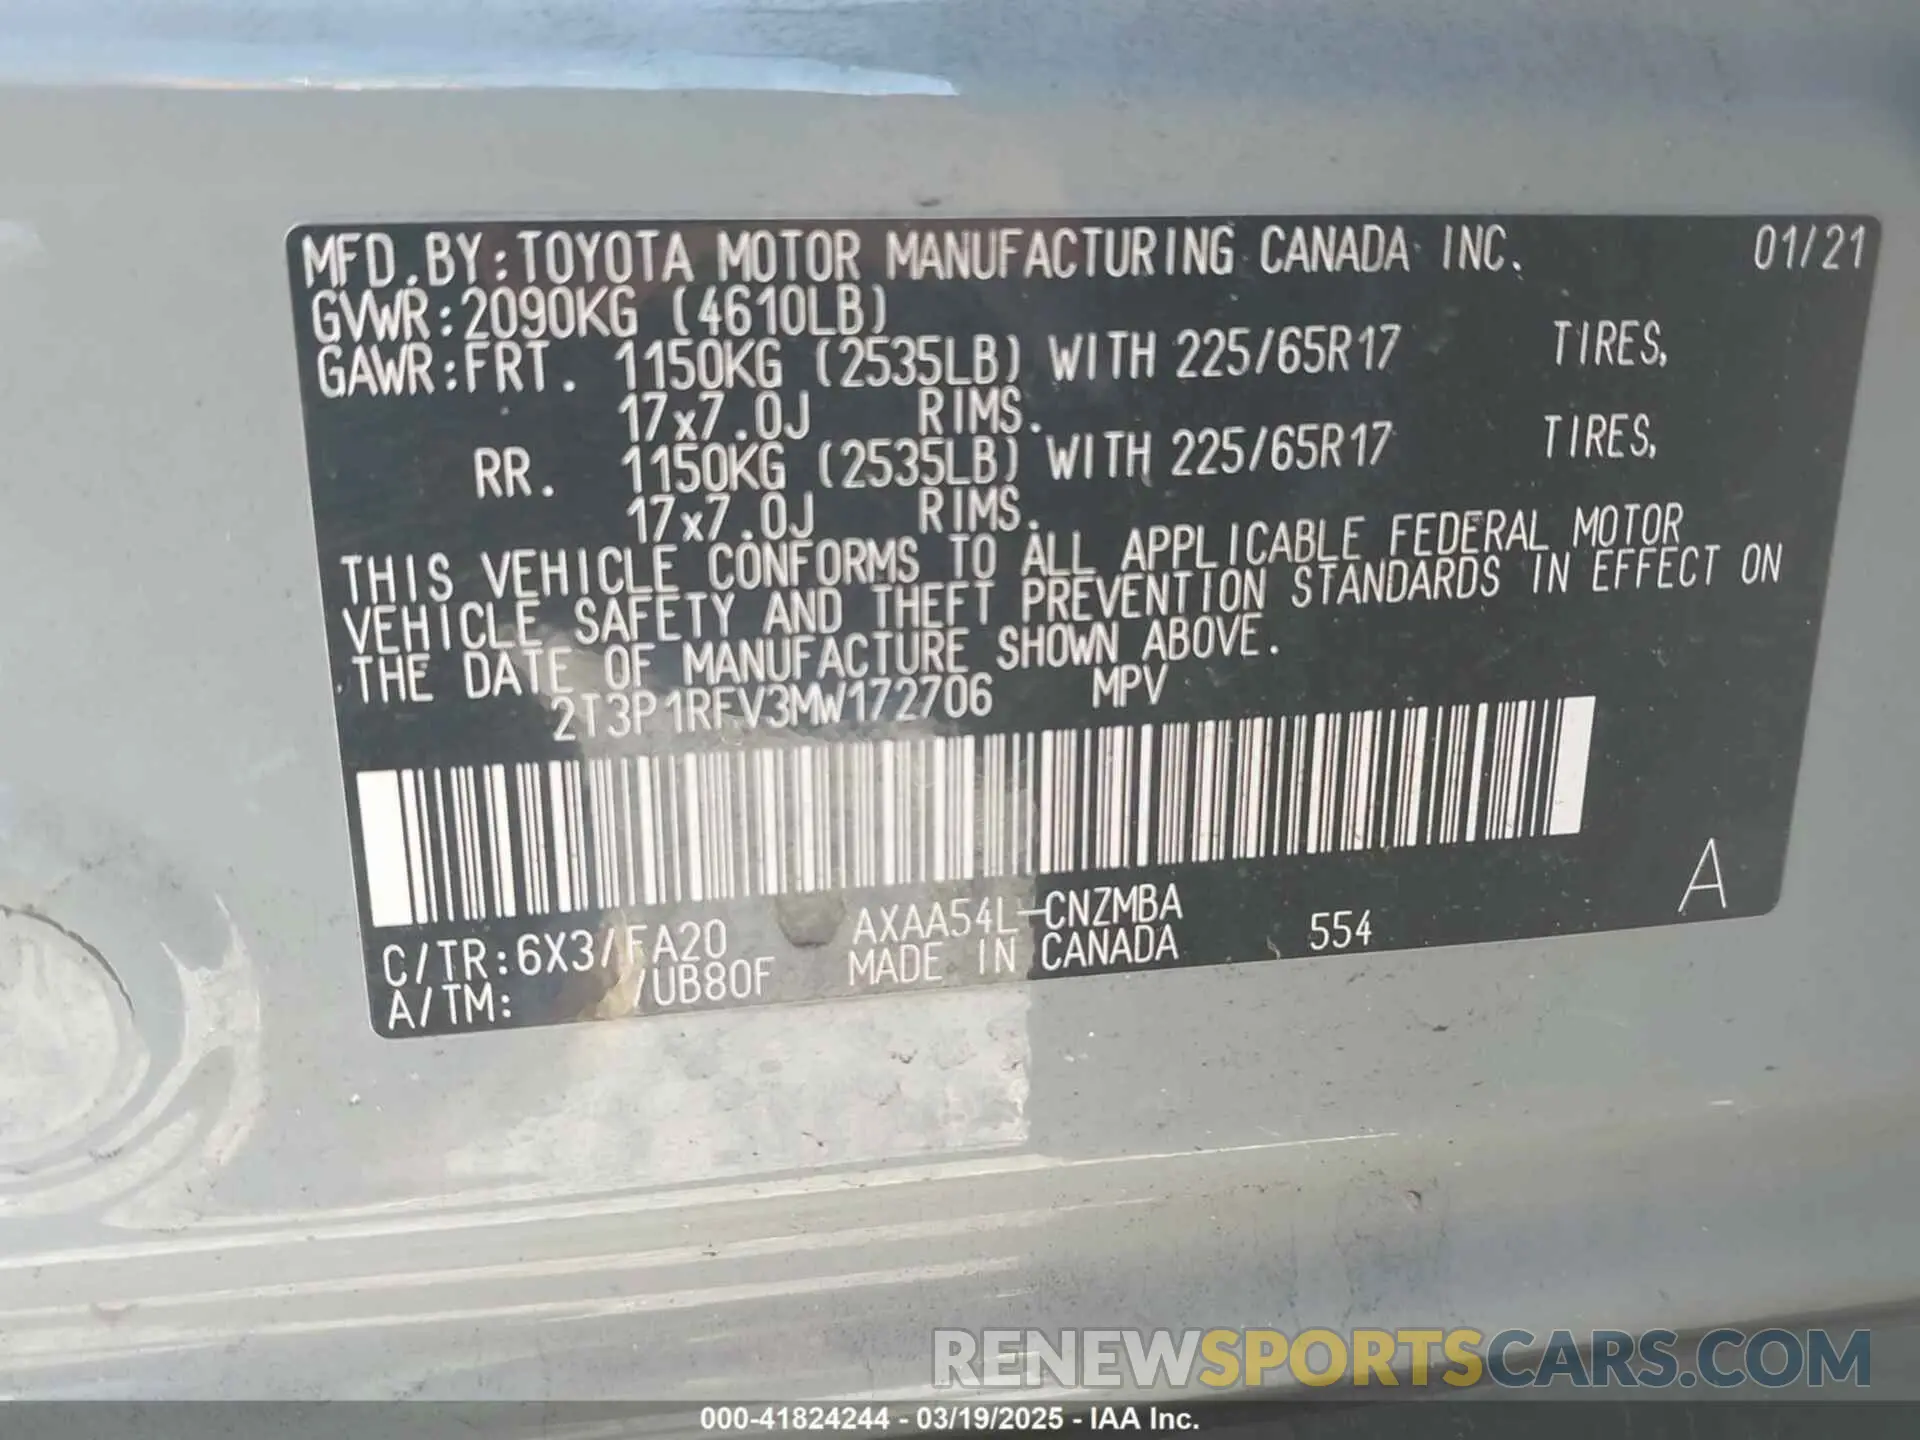 MFD. BY: TOYOTA MOTOR MANUFACTURING CANADA INC. 01/21
GVWR: 2090KG (4610LB)
GAWR: FRT. 1150KG (2535LB) WITH 225/65R17 TIRES,
17x7.0J RIMS.
RR. 1150KG (2535LB) WITH 225/65R17 TIRES,
17x7.0J RIMS.
THIS VEHICLE CONFORMS TO ALL APPLICABLE FEDERAL MOTOR
VEHICLE SAFETY AND THEFT PREVENTION STANDARDS IN EFFECT ON
THE DATE OF MANUFACTURE SHOWN ABOVE.
2T3P1RFV3MW172706 MPV
C/TR: 6X3/FA20 AXAA54L-CNZMBA 554 A
A/TM: /UB80F MADE IN CANADA
RENEWSPORTSCARS.COM
000-41824244 - 03/19/2025 - IAA Inc.